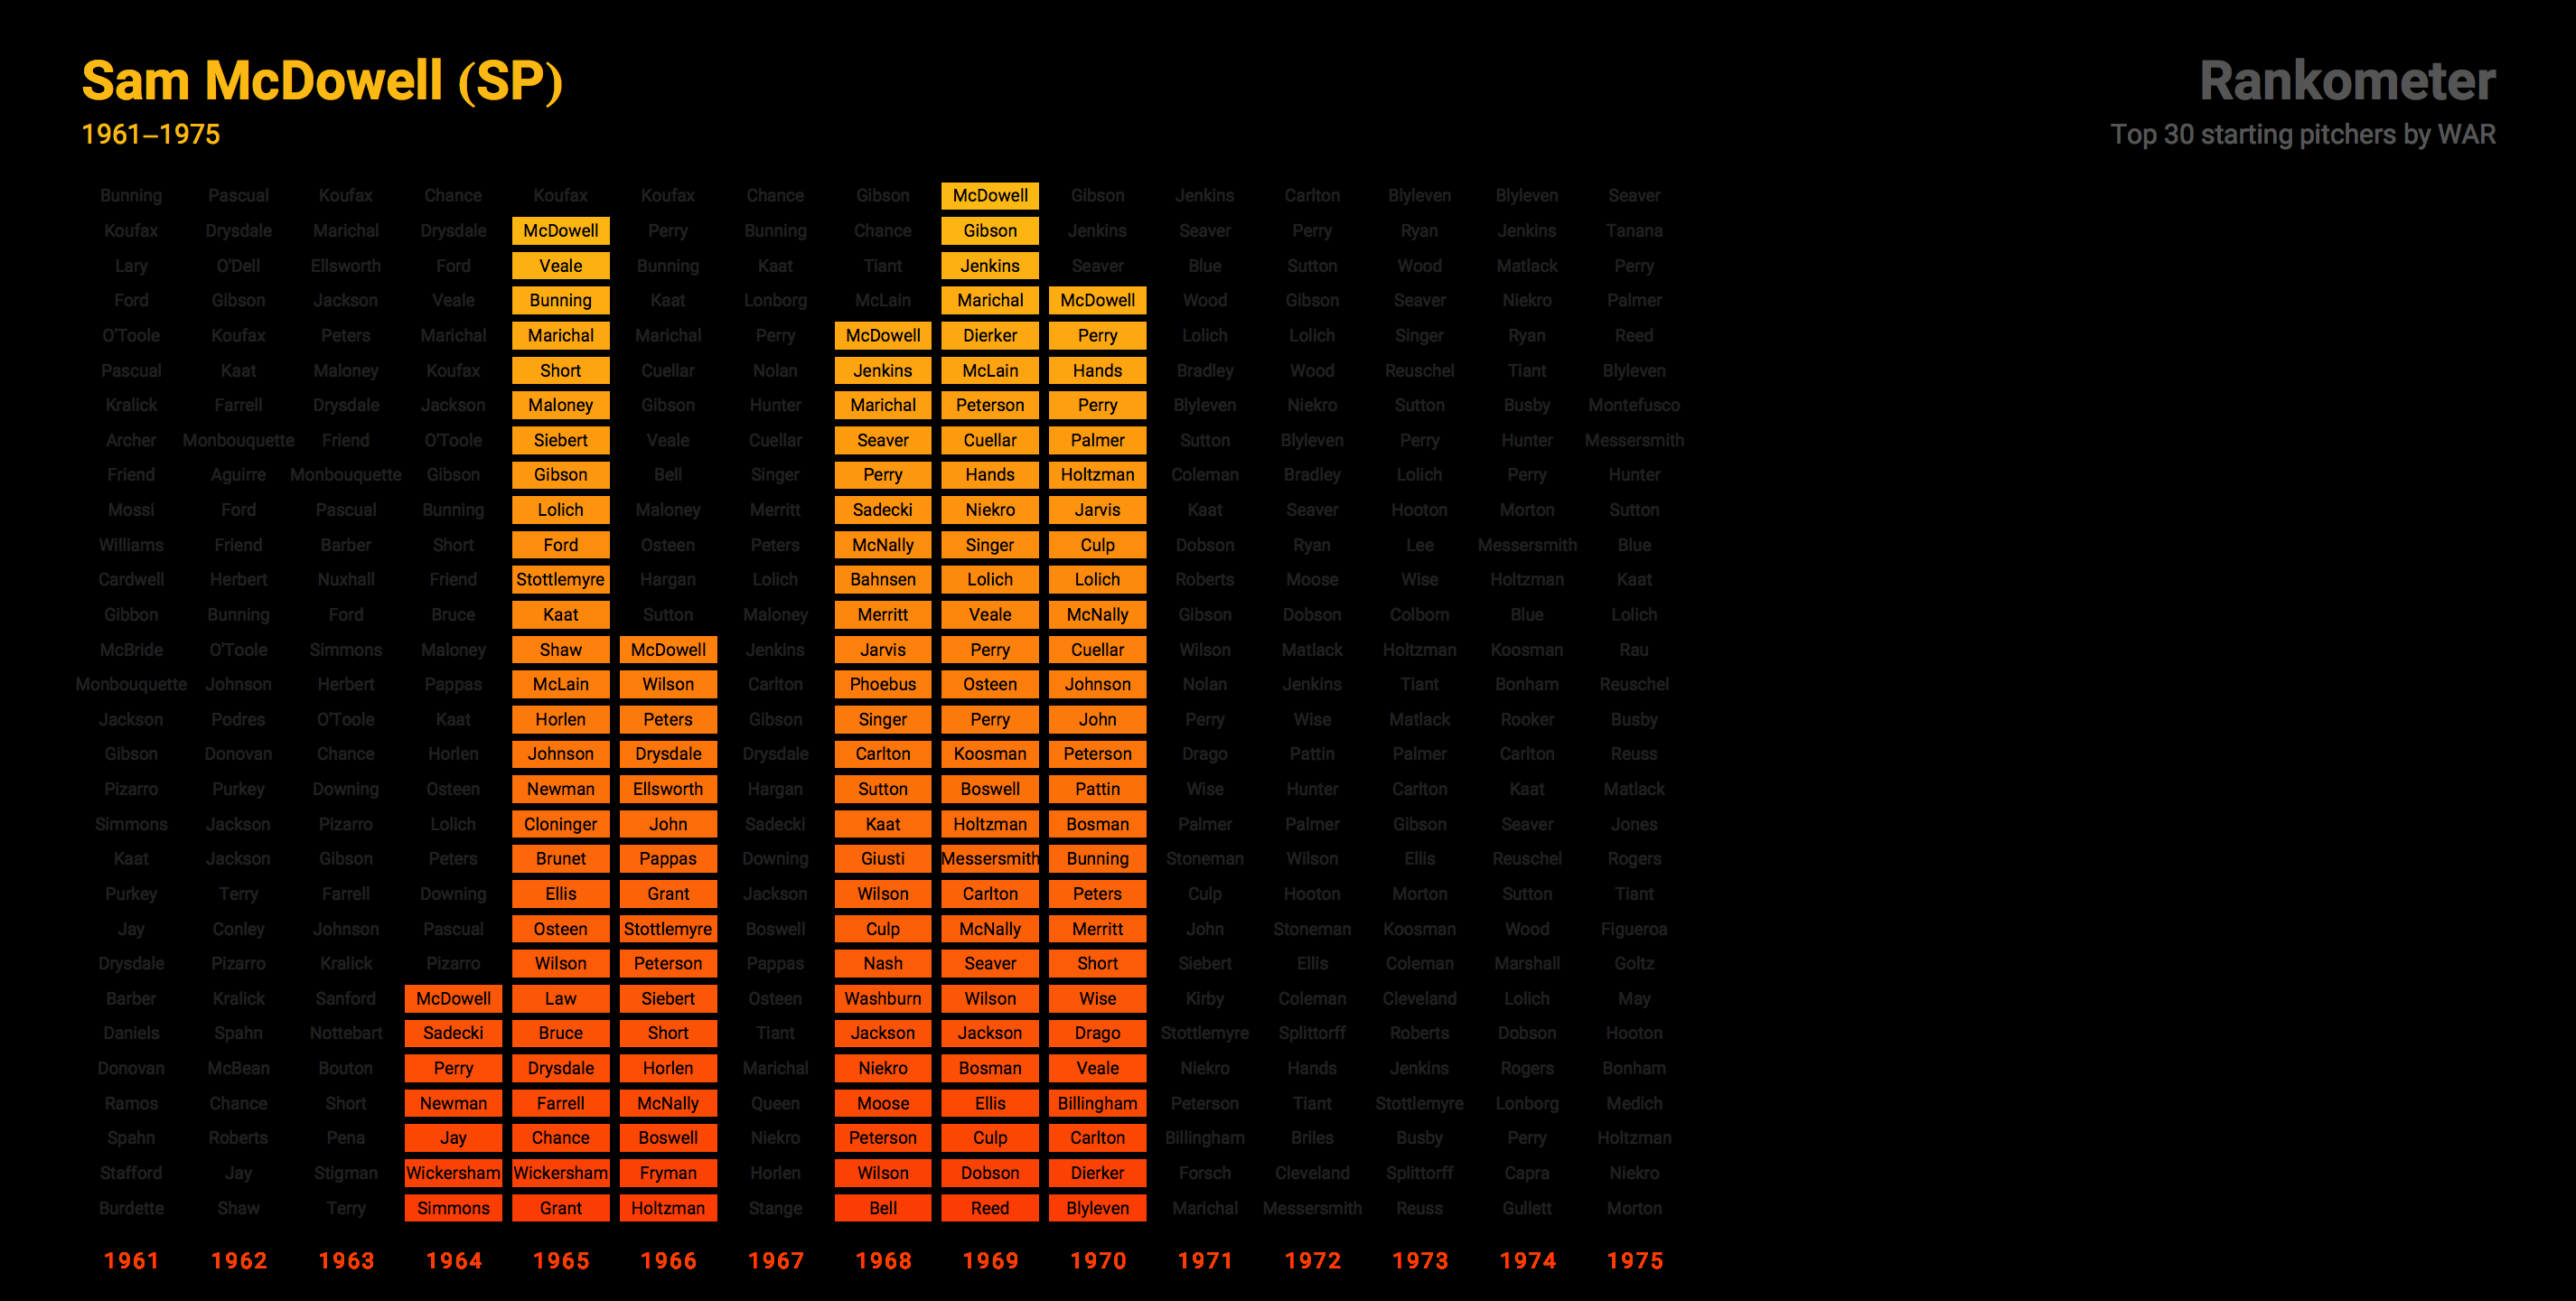 Sam McDowell (SP)
1961–1975
Rankometer
Top 30 starting pitchers by WAR
Bunning Pascual Koufax Chance Koufax Koufax Chance Gibson McDowell Gibson Jenkins Carlton Blyleven Blyleven Seaver
Koufax Drysdale Marichal Drysdale McDowell Perry Bunning Chance Gibson Jenkins Seaver Perry Ryan Jenkins Tanana
Lary O'Dell Ellsworth Ford Veale Bunning Kaat Tiant Jenkins Seaver Blue Sutton Wood Matlack Perry
Ford Gibson Jackson Veale Bunning Kaat Lonborg McLain Marichal McDowell Wood Gibson Seaver Niekro Palmer
O'Toole Koufax Peters Marichal Marichal Marichal Perry McDowell Dierker Perry Lolich Lolich Singer Ryan Reed
Pascual Kaat Maloney Koufax Short Cuellar Nolan Jenkins McLain Hands Bradley Wood Reuschel Tiant Blyleven
Kralick Farrell Drysdale Jackson Maloney Gibson Hunter Marichal Peterson Perry Blyleven Niekro Sutton Busby Montefusco
Archer Monbouquette Friend O'Toole Siebert Veale Cuellar Seaver Cuellar Palmer Sutton Blyleven Perry Hunter Messersmith
Friend Aguirre Monbouquette Gibson Gibson Bell Singer Perry Hands Holtzman Coleman Bradley Lolich Perry Hunter
Mossi Ford Pascual Bunning Lolich Maloney Merritt Sadecki Niekro Jarvis Kaat Seaver Hooton Morton Sutton
Williams Friend Barber Short Ford Osteen Peters McNally Singer Culp Dobson Ryan Lee Messersmith Blue
Cardwell Herbert Nuxhall Friend Stottlemyre Hargan Lolich Bahnsen Lolich Lolich Roberts Moose Wise Holtzman Kaat
Gibbon Bunning Ford Bruce Kaat Sutton Maloney Merritt Veale McNally Gibson Dobson Colborn Blue Lolich
McBride O'Toole Simmons Maloney Shaw McDowell Jenkins Jarvis Perry Cuellar Wilson Matlack Holtzman Koosman Rau
Monbouquette Johnson Herbert Pappas McLain Wilson Carlton Phoebus Osteen Johnson Nolan Jenkins Tiant Bonham Reuschel
Jackson Podres O'Toole Kaat Horlen Peters Gibson Singer Perry John Perry Wise Matlack Rooker Busby
Gibson Donovan Chance Horlen Johnson Drysdale Drysdale Carlton Koosman Peterson Drago Pattin Palmer Carlton Reuss
Pizarro Purkey Downing Osteen Newman Ellsworth Hargan Sutton Boswell Pattin Wise Hunter Carlton Kaat Matlack
Simmons Jackson Pizarro Lolich Cloninger John Sadecki Kaat Holtzman Bosman Palmer Palmer Gibson Seaver Jones
Kaat Jackson Gibson Peters Brunet Pappas Downing Giusti Messersmith Bunning Stoneman Wilson Ellis Reuschel Rogers
Purkey Terry Farrell Downing Ellis Grant Jackson Wilson Carlton Peters Culp Hooton Morton Sutton Tiant
Jay Conley Johnson Pascual Osteen Stottlemyre Boswell Culp McNally Merritt John Stoneman Koosman Wood Figueroa
Drysdale Pizarro Kralick Pizarro Wilson Peterson Pappas Nash Seaver Short Siebert Ellis Coleman Marshall Goltz
Barber Kralick Sanford McDowell Law Siebert Osteen Washburn Wilson Wise Kirby Coleman Cleveland Lolich May
Daniels Spahn Nottebart Sadecki Bruce Short Tiant Jackson Jackson Drago Stottlemyre Splittorff Roberts Dobson Hooton
Donovan McBean Bouton Perry Drysdale Horlen Marichal Niekro Bosman Veale Niekro Hands Jenkins Rogers Bonham
Ramos Chance Short Newman Farrell McNally Queen Moose Ellis Billingham Peterson Tiant Stottlemyre Lonborg Medich
Spahn Roberts Pena Jay Chance Boswell Niekro Peterson Culp Carlton Billingham Briles Busby Perry Holtzman
Stafford Jay Stigman Wickersham Wickersham Fryman Horlen Wilson Dobson Dierker Forsch Cleveland Splittorff Capra Niekro
Burdette Shaw Terry Simmons Grant Holtzman Stange Bell Reed Blyleven Marichal Messersmith Reuss Gullett Morton
1961 1962 1963 1964 1965 1966 1967 1968 1969 1970 1971 1972 1973 1974 1975